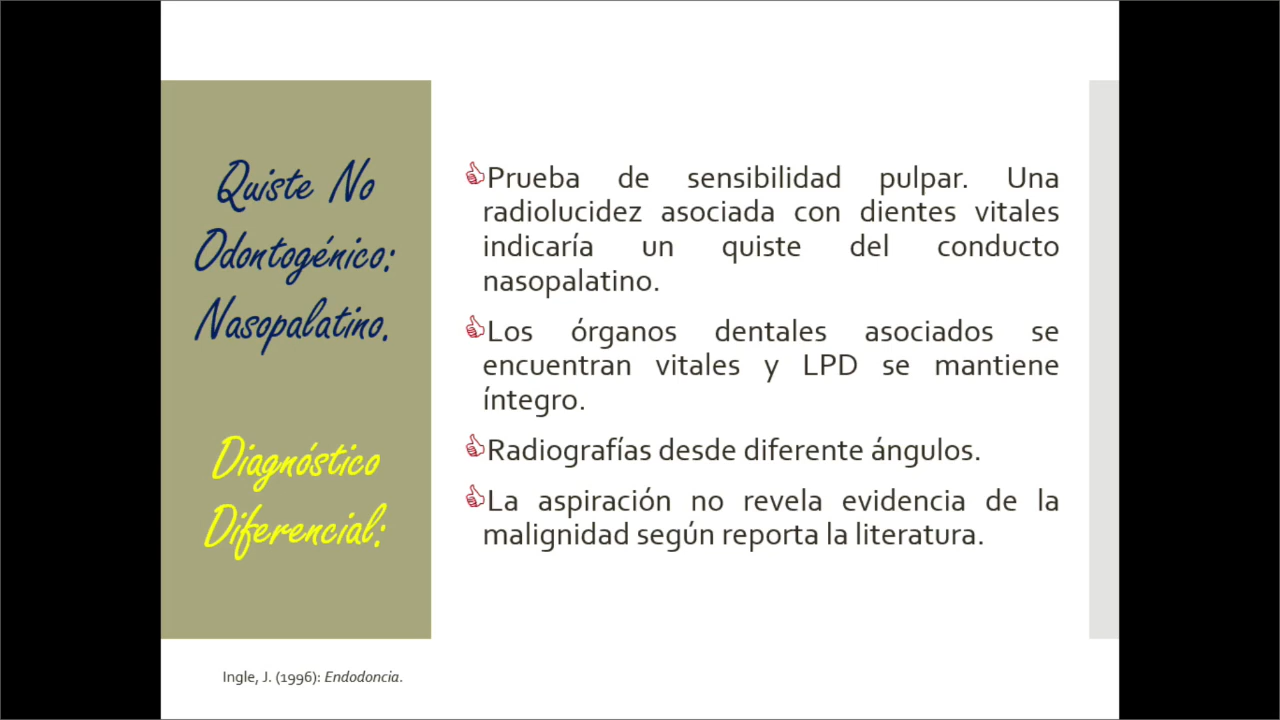 Quiste No
Odontogénico:
Nasopalatino.
Diagnóstico
Diferencial:
Prueba de sensibilidad pulpar. Una
radiolucidez asociada con dientes vitales
indicaría un quiste del conducto
nasopalatino.
Los órganos dentales asociados se
encuentran vitales y LPD se mantiene
íntegro.
Radiografías desde diferente ángulos.
La aspiración no revela evidencia de la
malignidad según reporta la literatura.
Ingle, J. (1996): Endodoncia.